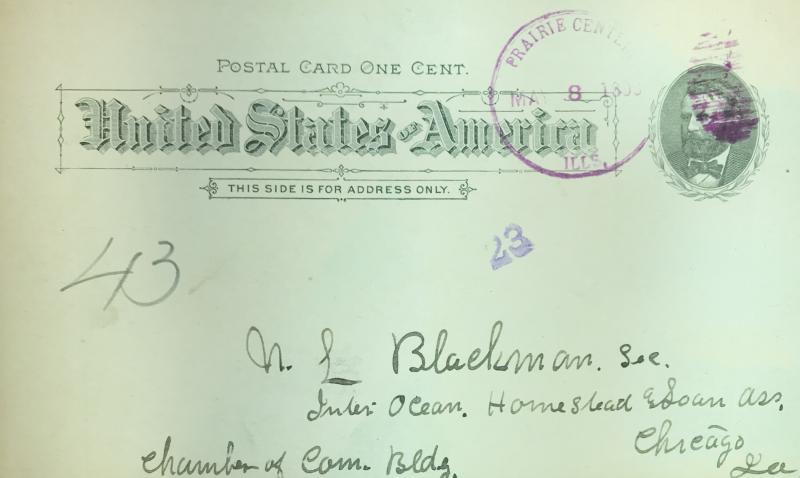 POSTAL CARD ONE CENT.
United States of America
THIS SIDE IS FOR ADDRESS ONLY.
PRAIRIE CENTER
8
ILLS.
23
43
N. L Blackman. Sec.
Inter Ocean. Homestead & Loan Ass.
Chicago
Chamber of Com. Bldg.